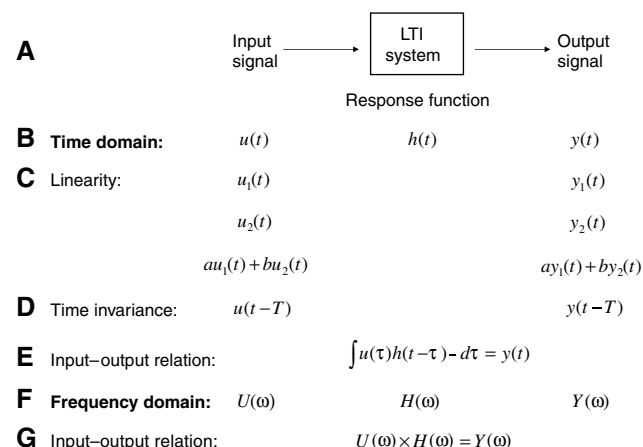 A Input signal LTI system Output signal
Response function
B Time domain: u(t) h(t) y(t)
C Linearity: u₁(t) y₁(t)
u₂(t) y₂(t)
au₁(t)+bu₂(t) ay₁(t)+by₂(t)
D Time invariance: u(t−T) y(t−T)
E Input–output relation: ∫u(τ)h(t−τ)−dτ = y(t)
F Frequency domain: U(ω) H(ω) Y(ω)
G Input–output relation: U(ω)×H(ω)=Y(ω)